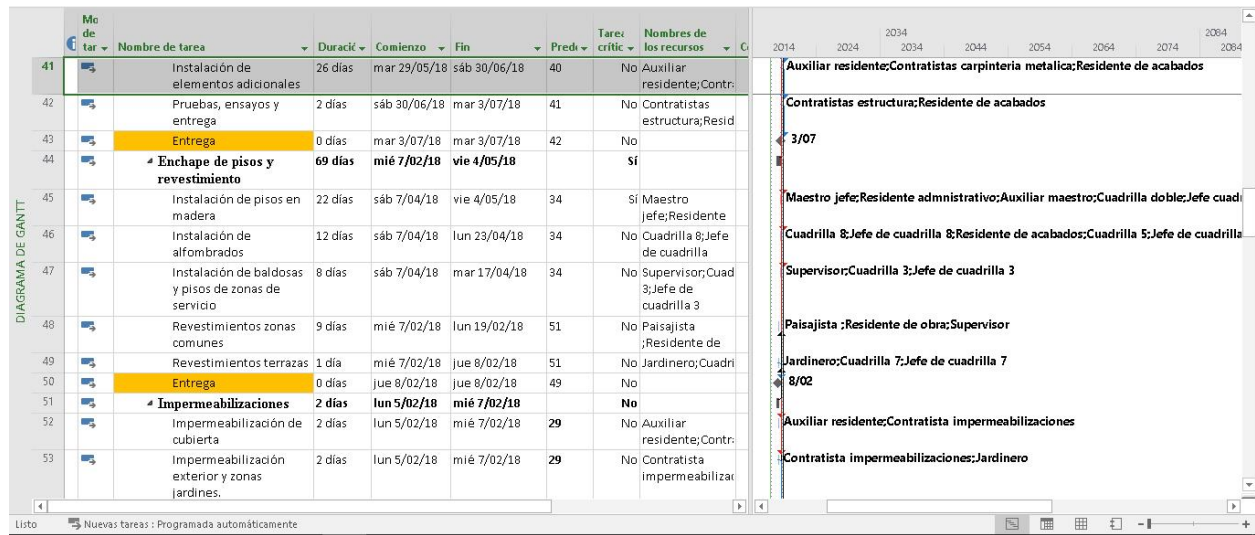 Mo
de
tar
Nombre de tarea
Duració
Comienzo
Fin
Prede
Tarea
crític
Nombres de
los recursos
2034
2084
2014 2024 2034 2044 2054 2064 2074 2084
DIAGRAMA DE GANTT
41 Instalación de
elementos adicionales
26 días mar 29/05/18 sáb 30/06/18 40 No Auxiliar
residente;Contr
Auxiliar residente;Contratistas carpinteria metalica;Residente de acabados
42 Pruebas, ensayos y
entrega
2 días sáb 30/06/18 mar 3/07/18 41 No Contratistas
estructura;Resid
Contratistas estructura;Residente de acabados
43 Entrega 0 días mar 3/07/18 mar 3/07/18 42 No
3/07
44 Enchape de pisos y
revestimiento
69 días mié 7/02/18 vie 4/05/18 Sí
45 Instalación de pisos en
madera
22 días sáb 7/04/18 vie 4/05/18 34 Sí Maestro
jefe;Residente
Maestro jefe;Residente admnistrativo;Auxiliar maestro;Cuadrilla doble;Jefe cuadr
46 Instalación de
alfombrados
12 días sáb 7/04/18 lun 23/04/18 34 No Cuadrilla 8;Jefe
de cuadrilla
Cuadrilla 8;Jefe de cuadrilla 8;Residente de acabados;Cuadrilla 5;Jefe de cuadrilla
47 Instalación de baldosas
y pisos de zonas de
servicio
8 días sáb 7/04/18 mar 17/04/18 34 No Supervisor;Cuad
3;Jefe de
cuadrilla 3
Supervisor;Cuadrilla 3;Jefe de cuadrilla 3
48 Revestimientos zonas
comunes
9 días mié 7/02/18 lun 19/02/18 51 No Paisajista
;Residente de
Paisajista ;Residente de obra;Supervisor
49 Revestimientos terrazas 1 día mié 7/02/18 jue 8/02/18 51 No Jardinero;Cuadri
Jardinero;Cuadrilla 7;Jefe de cuadrilla 7
50 Entrega 0 días jue 8/02/18 jue 8/02/18 49 No
8/02
51 Impermeabilizaciones 2 días lun 5/02/18 mié 7/02/18 No
52 Impermeabilización de
cubierta
2 días lun 5/02/18 mié 7/02/18 29 No Auxiliar
residente;Contr
Auxiliar residente;Contratista impermeabilizaciones
53 Impermeabilización
exterior y zonas
jardines.
2 días lun 5/02/18 mié 7/02/18 29 No Contratista
impermeabilizac
Contratista impermeabilizaciones;Jardinero
Listo Nuevas tareas : Programada automáticamente